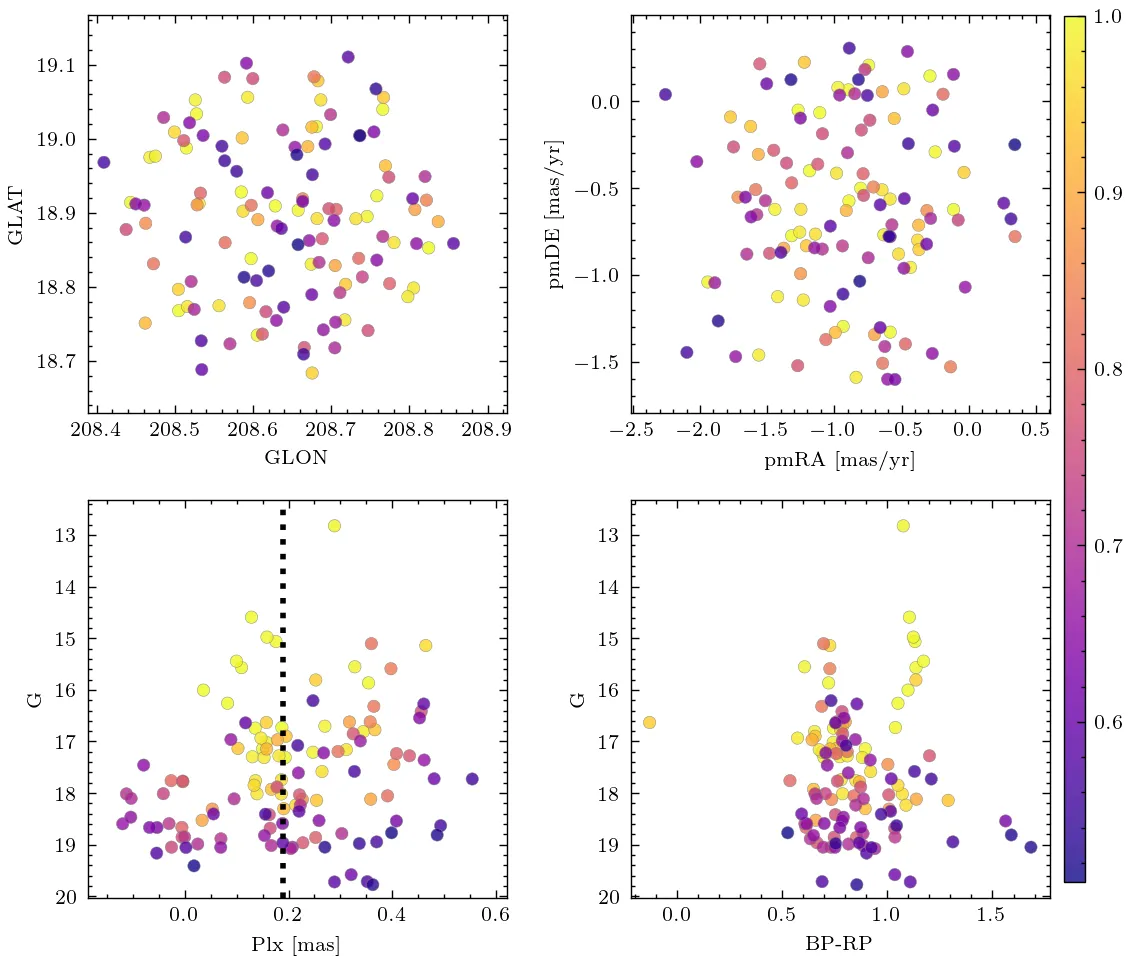 19.1
19.0
18.9
18.8
18.7
GLAT
208.4 208.5 208.6 208.7 208.8 208.9
GLON
0.0
−0.5
−1.0
−1.5
pmDE [mas/yr]
−2.5 −2.0 −1.5 −1.0 −0.5 0.0 0.5
pmRA [mas/yr]
1.0
0.9
0.8
0.7
0.6
13
14
15
16
17
18
19
20
G
0.0 0.2 0.4 0.6
Plx [mas]
13
14
15
16
17
18
19
20
G
0.0 0.5 1.0 1.5
BP-RP